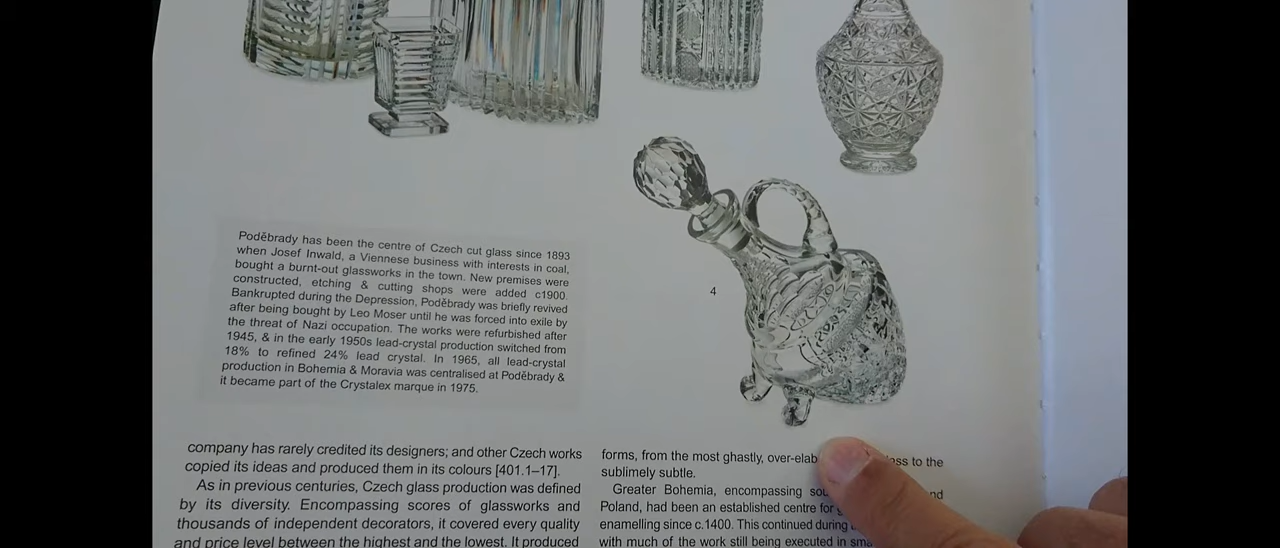 Poděbrady has been the centre of Czech cut glass since 1893
when Josef Inwald, a Viennese business with interests in coal,
bought a burnt-out glassworks in the town. New premises were
constructed, etching & cutting shops were added c1900.
Bankrupted during the Depression, Poděbrady was briefly revived
after being bought by Leo Moser until he was forced into exile by
the threat of Nazi occupation. The works were refurbished after
1945, & in the early 1950s lead-crystal production switched from
18% to refined 24% lead crystal. In 1965, all lead-crystal
production in Bohemia & Moravia was centralised at Poděbrady &
it became part of the Crystalex marque in 1975.
4
company has rarely credited its designers; and other Czech works
copied its ideas and produced them in its colours [401.1–17].
As in previous centuries, Czech glass production was defined
by its diversity. Encompassing scores of glassworks and
thousands of independent decorators, it covered every quality
and price level between the highest and the lowest. It produced
forms, from the most ghastly, over-elab to the
sublimely subtle.
Greater Bohemia, encompassing
Poland, had been an established centre for
enamelling since c.1400. This continued during
with much of the work still being executed in